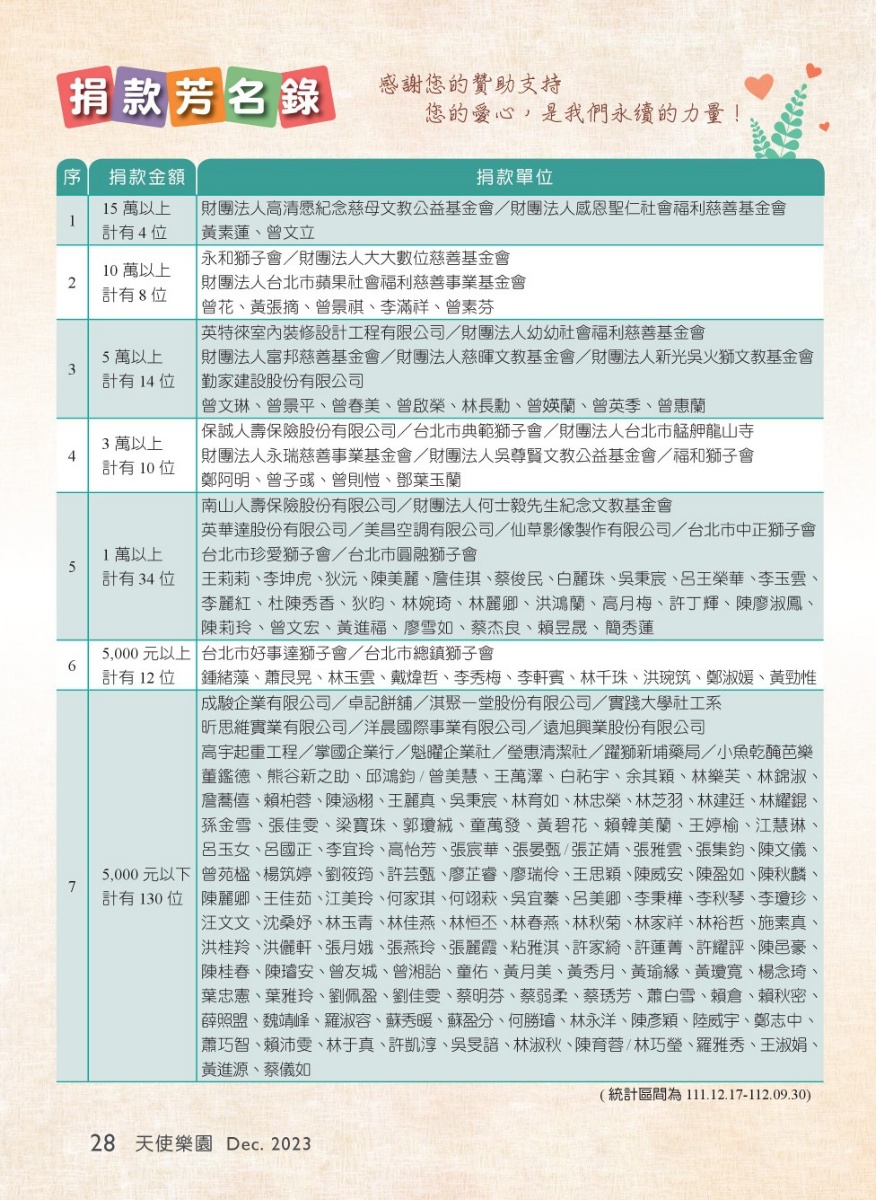 捐款芳名錄
感謝您的贊助支持
您的愛心，是我們永續的力量！
序 捐款金額 捐款單位
1 15 萬以上 計有 4 位
財團法人高清愿紀念慈母文教公益基金會／財團法人感恩聖仁社會福利慈善基金會
黃素蓮、曾文立
2 10 萬以上 計有 8 位
永和獅子會／財團法人大大數位慈善基金會
財團法人台北市蘋果社會福利慈善事業基金會
曾花、黃張摘、曾景祺、李滿祥、曾素芬
3 5 萬以上 計有 14 位
英特徠室內裝修設計工程有限公司／財團法人幼幼社會福利慈善基金會
財團法人富邦慈善基金會／財團法人慈暉文教基金會／財團法人新光吳火獅文教基金會
勤家建設股份有限公司
曾文琳、曾景平、曾春美、曾啟榮、林長勳、曾媖蘭、曾英季、曾惠蘭
4 3 萬以上 計有 10 位
保誠人壽保險股份有限公司／台北市典範獅子會／財團法人台北市艋舺龍山寺
財團法人永瑞慈善事業基金會／財團法人吳尊賢文教公益基金會／福和獅子會
鄭阿明、曾子彧、曾則愷、鄧葉玉蘭
5 1 萬以上 計有 34 位
南山人壽保險股份有限公司／財團法人何士毅先生紀念文教基金會
英華達股份有限公司／美昌空調有限公司／仙草影像製作有限公司／台北市中正獅子會
台北市珍愛獅子會／台北市圓融獅子會
王莉莉、李坤虎、狄沅、陳美麗、詹佳琪、蔡俊民、白麗珠、吳秉宸、呂王榮華、李玉雲、
李麗紅、杜陳秀香、狄昀、林婉琦、林麗卿、洪鴻蘭、高月梅、許丁輝、陳廖淑鳳、
陳莉玲、曾文宏、黃進福、廖雪如、蔡杰良、賴昱晟、簡秀蓮
6 5,000 元以上 計有 12 位
台北市好事達獅子會／台北市總鎮獅子會
鍾緒藻、蕭艮晃、林玉雲、戴煒哲、李秀梅、李軒賓、林千珠、洪琬筑、鄭淑媛、黃勁惟
7 5,000 元以下 計有 130 位
成駿企業有限公司／卓記餅舖／淇聚一堂股份有限公司／實踐大學社工系
昕思維實業有限公司／洋晨國際事業有限公司／遠旭興業股份有限公司
高宇起重工程／掌國企業行／魁曜企業社／瑩惠清潔社／躍獅新埔藥局／小魚乾醃芭樂
董鑑德、熊谷新之助、邱鴻鈞/曾美慧、王萬澤、白祐宇、余其穎、林樂芙、林錦淑、
詹蕎僖、賴柏蓉、陳涵栩、王麗真、吳秉宸、林育如、林忠榮、林芝羽、林建廷、林耀錕、
孫金雪、張佳雯、梁寶珠、郭瓊絨、童萬發、黃碧花、賴韓美蘭、王婷榆、江慧琳、
呂玉女、呂國正、李宜玲、高怡芳、張宸華、張晏甄/張芷婧、張雅雲、張集鈞、陳文儀、
曾苑楹、楊筑婷、劉筱筠、許芸甄、廖芷睿、廖瑞伶、王思穎、陳威安、陳盈如、陳秋麟、
陳麗卿、王佳茹、江美玲、何家琪、何翊萩、吳宜蓁、呂美卿、李秉樺、李秋琴、李瓊珍、
汪文文、沈桑妤、林玉青、林佳燕、林恒丕、林春燕、林秋菊、林家祥、林裕哲、施素真、
洪桂羚、洪儷軒、張月娥、張燕玲、張麗霞、粘雅淇、許家綺、許蓮菁、許耀評、陳邑豪、
陳桂春、陳璿安、曾友城、曾湘詒、童佑、黃月美、黃秀月、黃瑜緣、黃瓊寬、楊念琦、
葉忠憲、葉雅玲、劉佩盈、劉佳雯、蔡明芬、蔡弱柔、蔡琇芳、蕭白雪、賴倉、賴秋密、
薛照盟、魏靖峰、羅淑容、蘇秀暖、蘇盈分、何勝璿、林永洋、陳彥穎、陸威宇、鄭志中、
蕭巧智、賴沛雯、林于真、許凱淳、吳旻諳、林淑秋、陳育蓉/林巧瑩、羅雅秀、王淑娟、
黃進源、蔡儀如
(統計區間為 111.12.17-112.09.30)
28 天使樂園 Dec. 2023